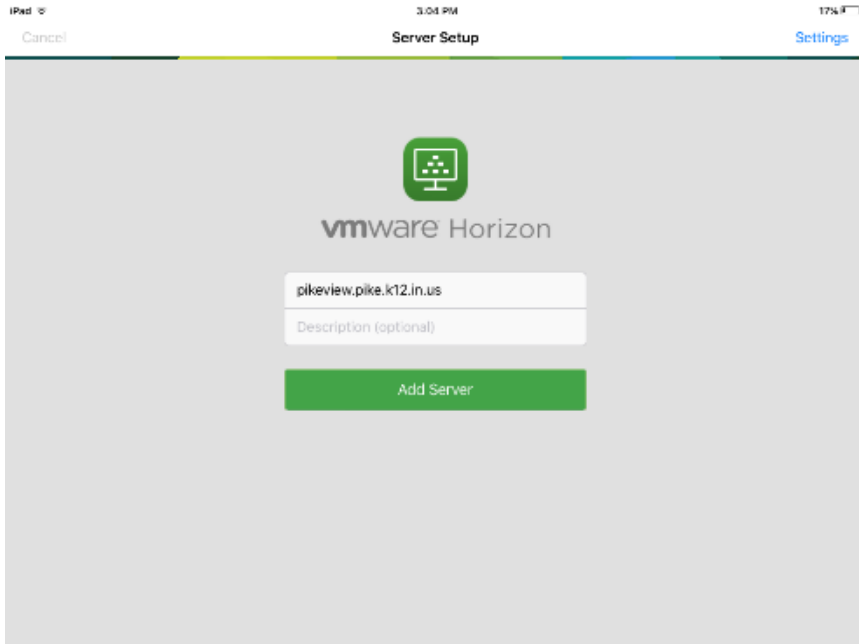 iPad 3:04 PM 17%
Cancel Server Setup Settings
vmware Horizon
pikeview.pike.k12.in.us
Description (optional)
Add Server